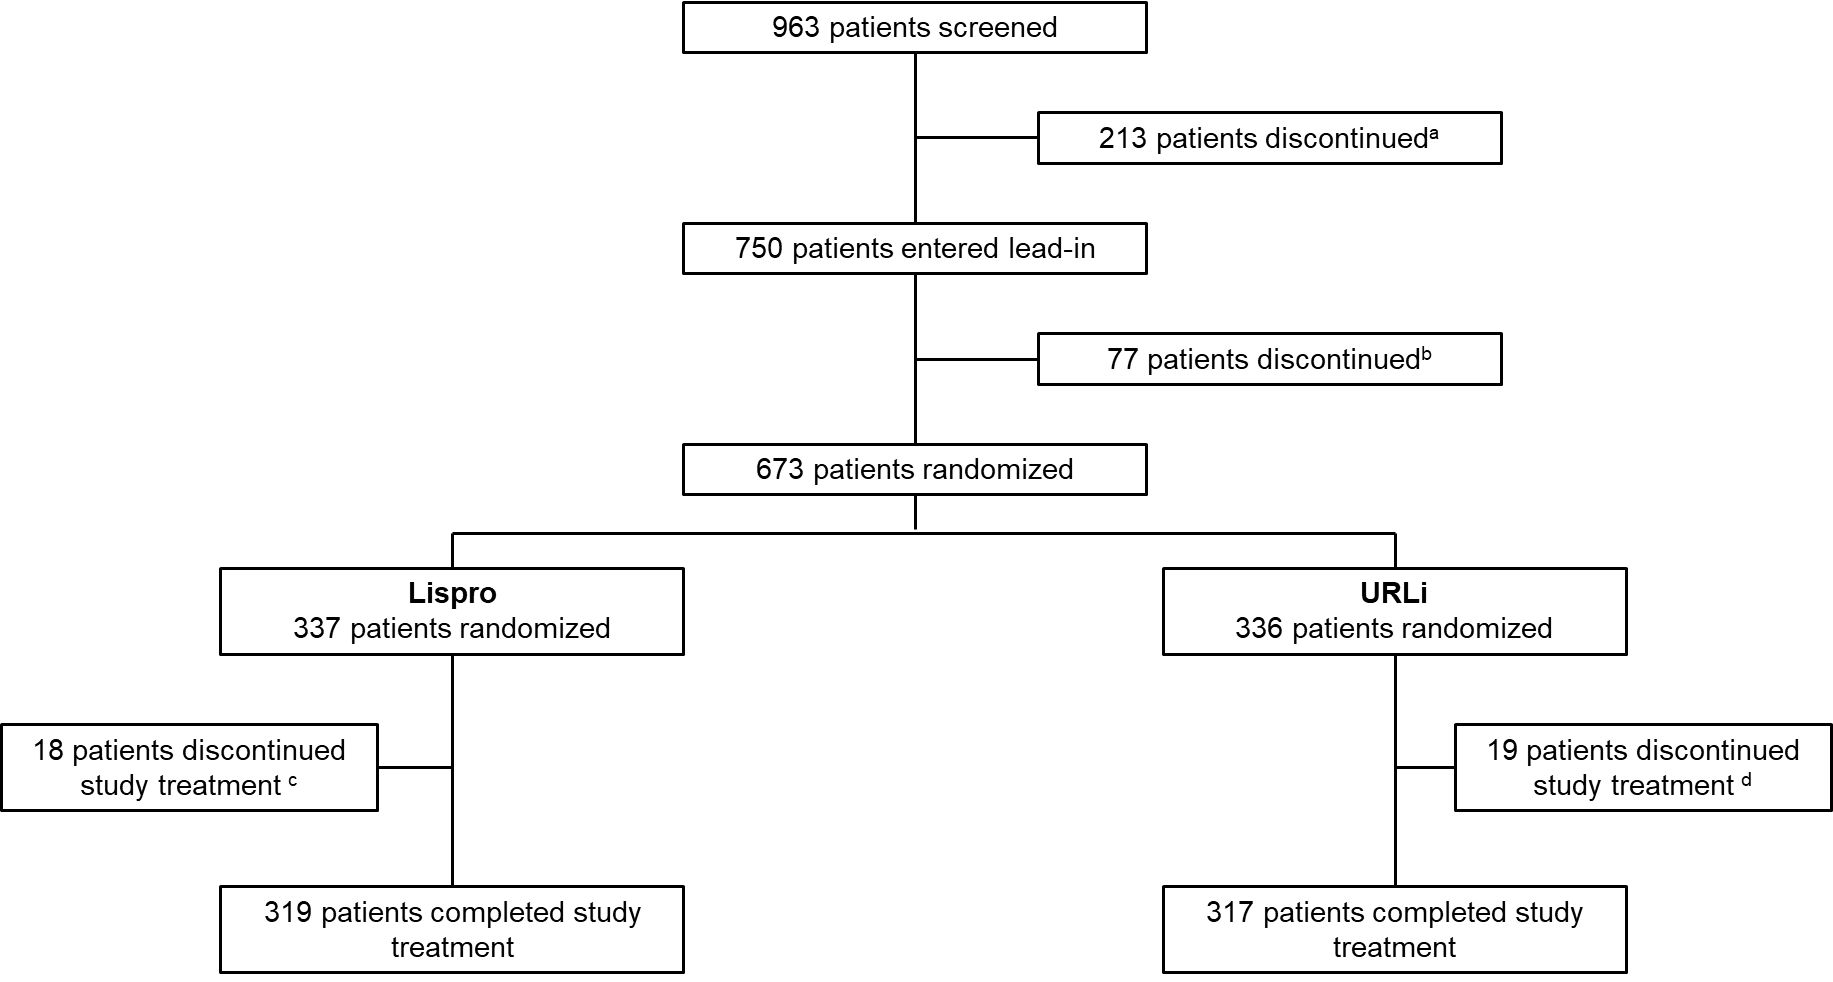 963 patients screened
213 patients discontinuedᵃ
750 patients entered lead-in
77 patients discontinuedᵇ
673 patients randomized
Lispro
337 patients randomized
URLi
336 patients randomized
18 patients discontinued
study treatment ᶜ
19 patients discontinued
study treatment ᵈ
319 patients completed study
treatment
317 patients completed study
treatment